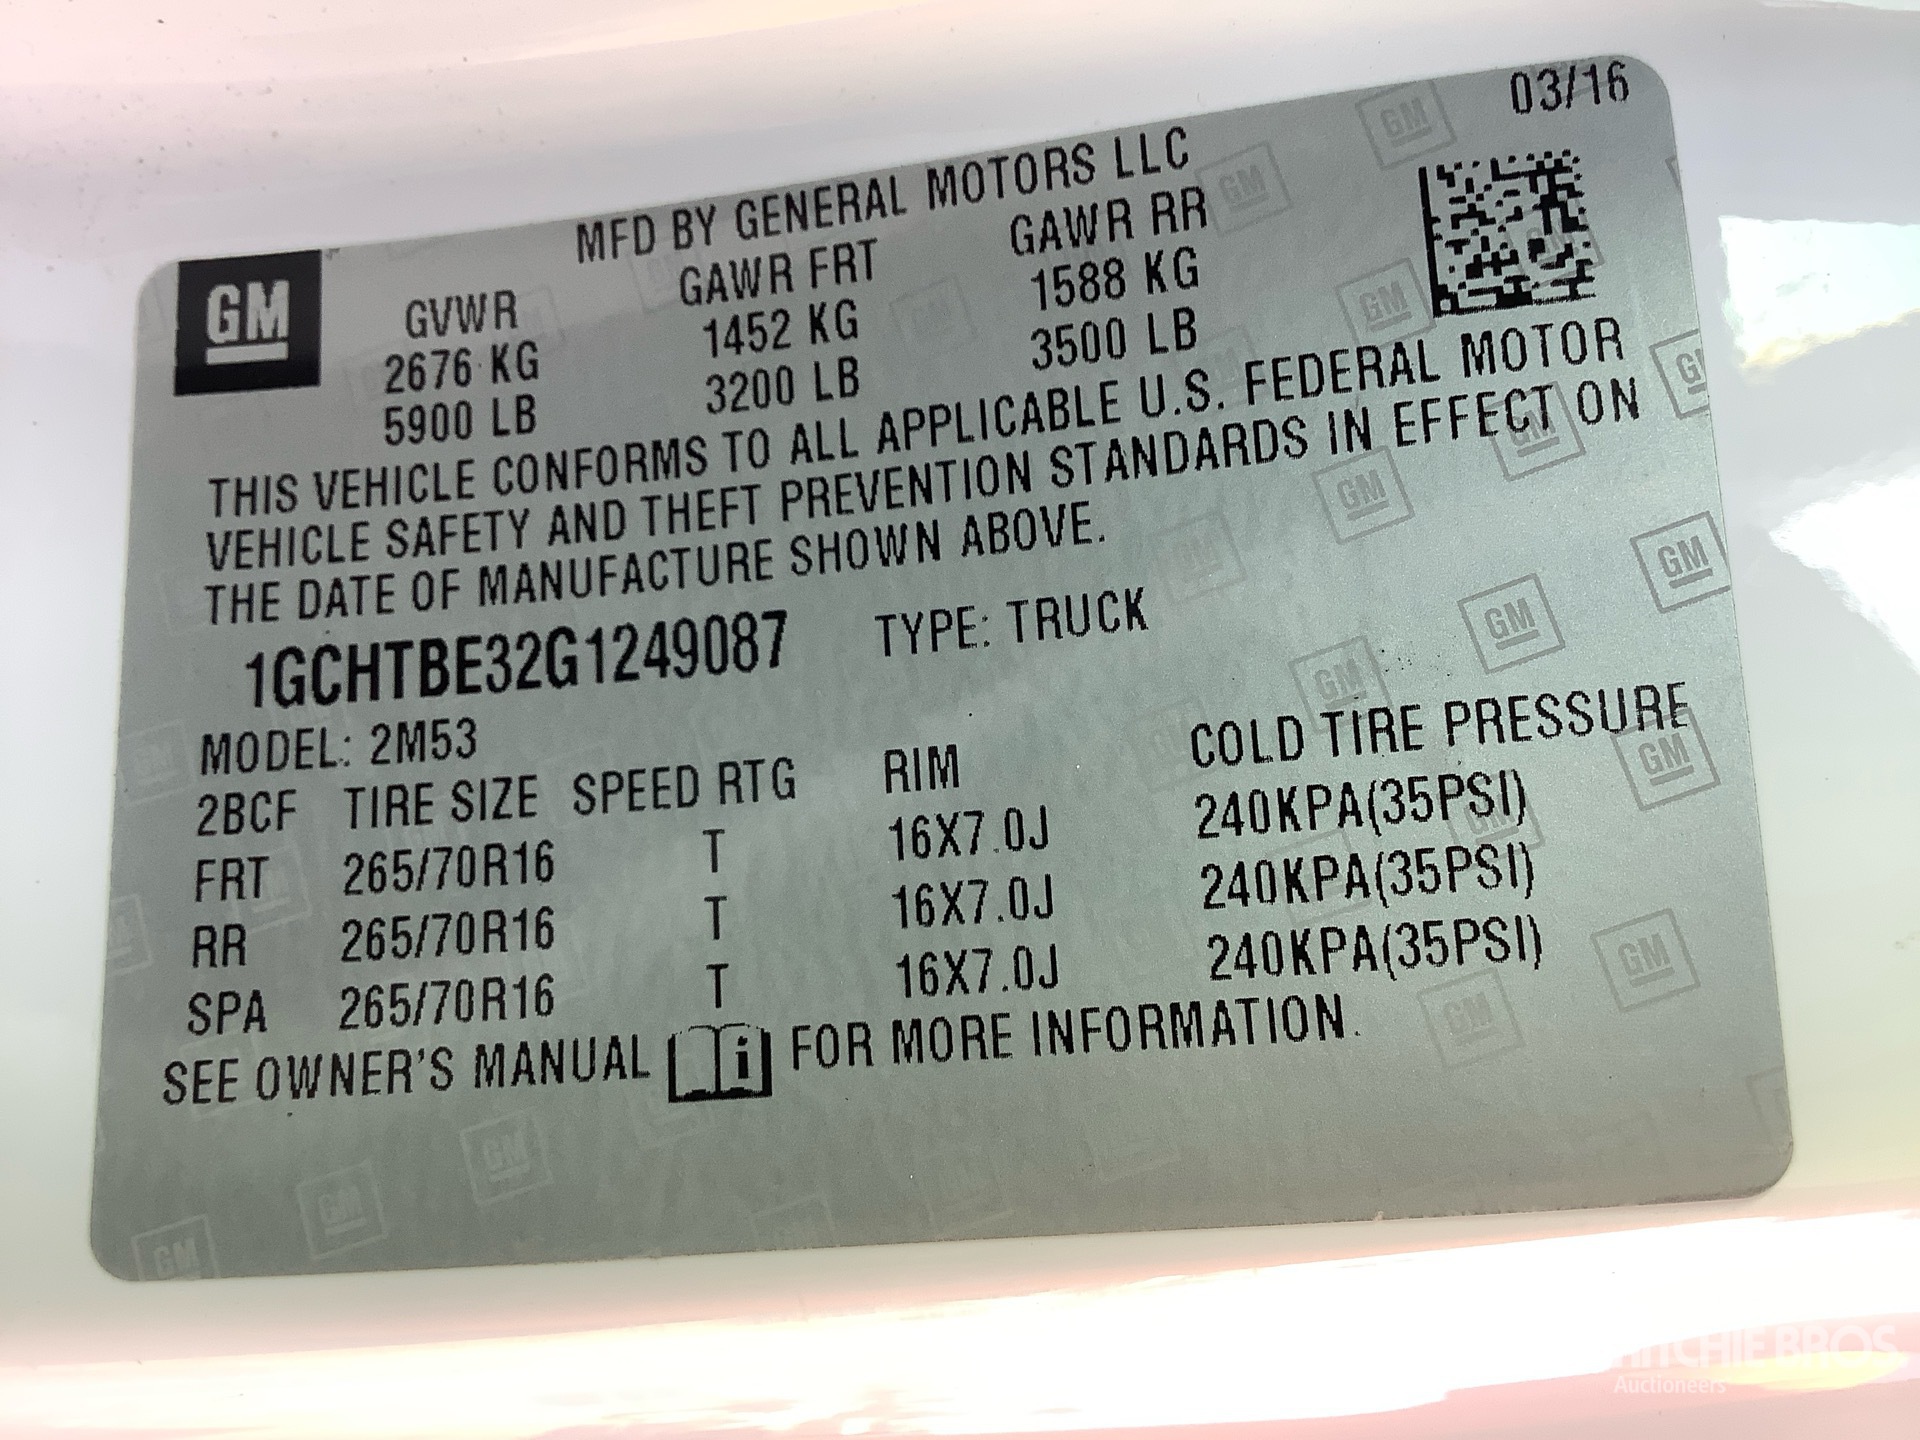 03/16
MFD BY GENERAL MOTORS LLC
GM
GVWR GAWR FRT GAWR RR
2676 KG 1452 KG 1588 KG
5900 LB 3200 LB 3500 LB
THIS VEHICLE CONFORMS TO ALL APPLICABLE U.S. FEDERAL MOTOR
VEHICLE SAFETY AND THEFT PREVENTION STANDARDS IN EFFECT ON
THE DATE OF MANUFACTURE SHOWN ABOVE.
1GCHTBE32G1249087 TYPE: TRUCK
MODEL: 2M53
2BCF TIRE SIZE SPEED RTG RIM COLD TIRE PRESSURE
FRT 265/70R16 T 16X7.0J 240KPA(35PSI)
RR 265/70R16 T 16X7.0J 240KPA(35PSI)
SPA 265/70R16 T 16X7.0J 240KPA(35PSI)
SEE OWNER'S MANUAL i FOR MORE INFORMATION.
RITCHIE BROS
Auctioneers